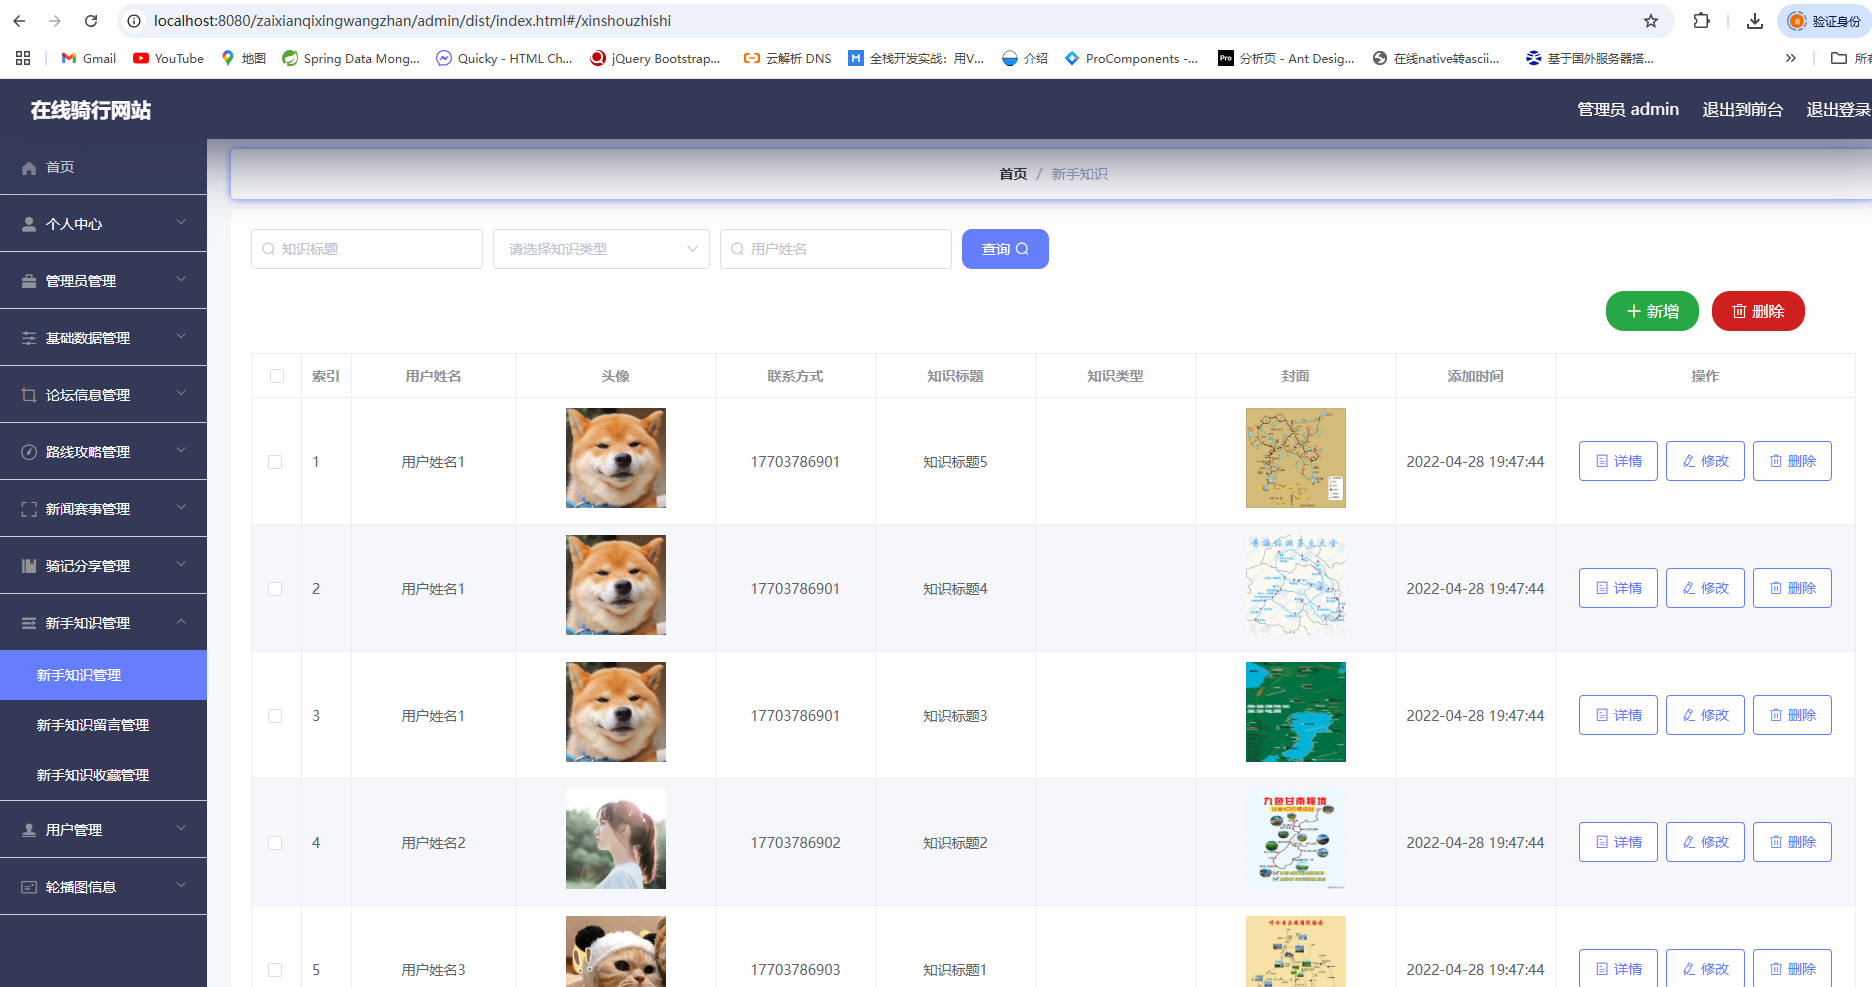 localhost:8080/zaixianqixingwangzhan/admin/dist/index.html#/xinshouzhishi
验证身份
Gmail
YouTube
地图
Spring Data Mong...
Quicky - HTML Ch...
jQuery Bootstrap...
云解析 DNS
全栈开发实战：用V...
介绍
ProComponents -...
Pro 分析页 - Ant Desig...
在线native转ascii...
基于国外服务器搭...
所有
在线骑行网站
管理员 admin
退出到前台
退出登录
首页
个人中心
管理员管理
基础数据管理
论坛信息管理
路线攻略管理
新闻赛事管理
骑记分享管理
新手知识管理
新手知识管理
新手知识留言管理
新手知识收藏管理
用户管理
轮播图信息
首页 / 新手知识
知识标题
请选择知识类型
用户姓名
查询
新增
删除
索引 用户姓名 头像 联系方式 知识标题 知识类型 封面 添加时间 操作
1 用户姓名1 17703786901 知识标题5 2022-04-28 19:47:44 详情 修改 删除
2 用户姓名1 17703786901 知识标题4 2022-04-28 19:47:44 详情 修改 删除
3 用户姓名1 17703786901 知识标题3 2022-04-28 19:47:44 详情 修改 删除
4 用户姓名2 17703786902 知识标题2 九色甘南秘境 2022-04-28 19:47:44 详情 修改 删除
5 用户姓名3 17703786903 知识标题1 2022-04-28 19:47:44 详情 修改 删除